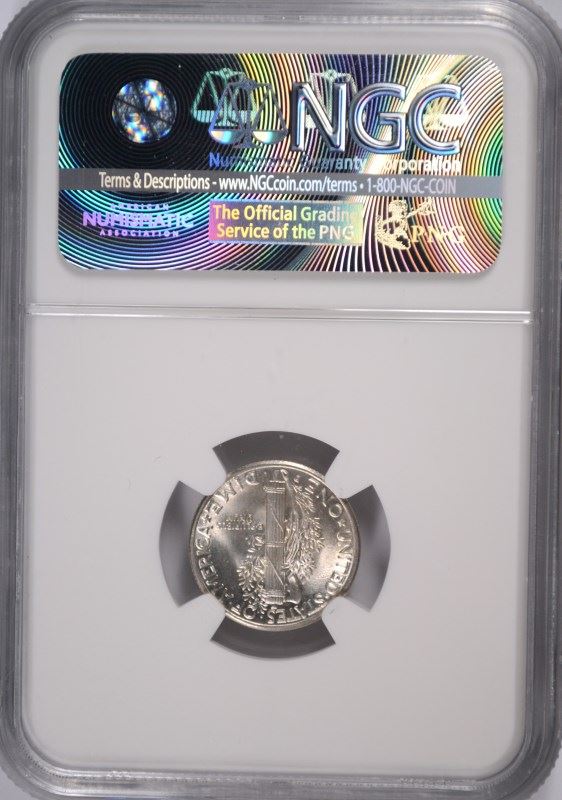 NGC
Numismatic Guaranty Corporation
Terms & Descriptions - www.NGCcoin.com/terms • 1-800-NGC-COIN
AMERICAN
NUMISMATIC
ASSOCIATION
The Official Grading
Service of the PNG
PNG
UNITED·STATES·OF·AMERICA
ONE·DIME
E PLURIBUS
UNUM